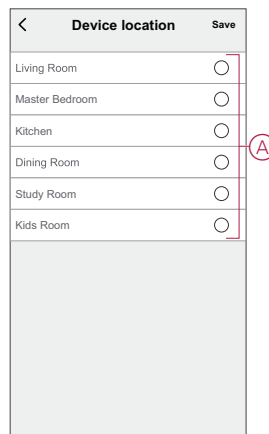 Device location
Save
Living Room
Master Bedroom
Kitchen
A
Dining Room
Study Room
Kids Room